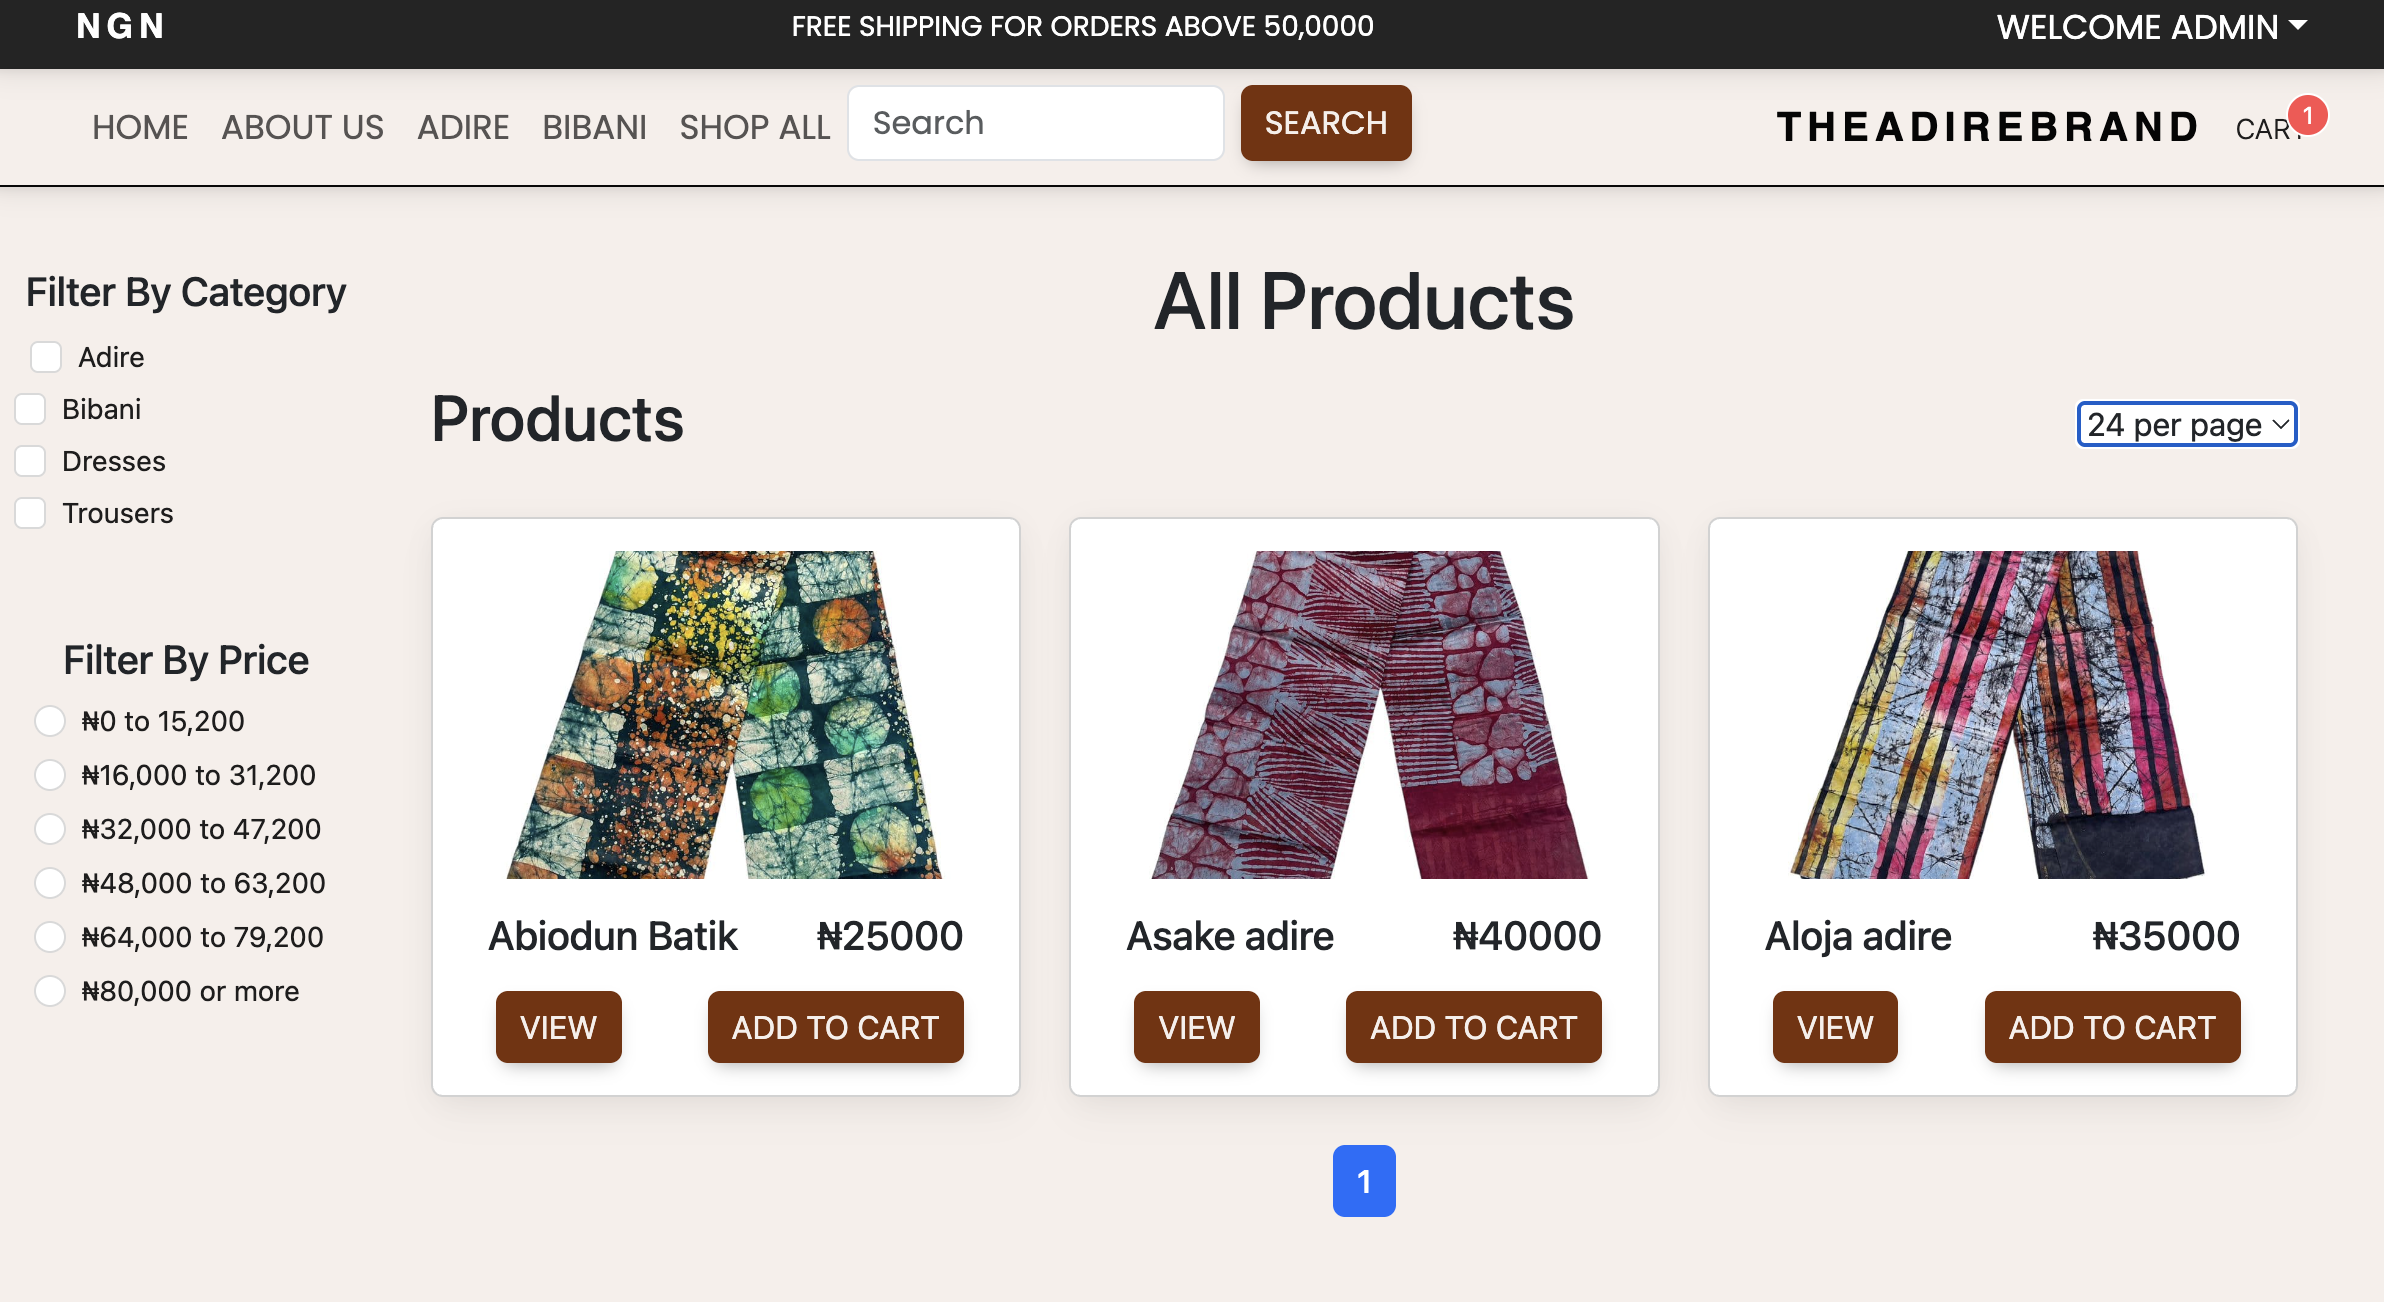 NGN
FREE SHIPPING FOR ORDERS ABOVE 50,0000
WELCOME ADMIN
HOME ABOUT US ADIRE BIBANI SHOP ALL Search SEARCH
THEADIREBRAND
CART 1
Filter By Category
Adire
Bibani
Dresses
Trousers
Filter By Price
₦0 to 15,200
₦16,000 to 31,200
₦32,000 to 47,200
₦48,000 to 63,200
₦64,000 to 79,200
₦80,000 or more
All Products
Products
24 per page
Abiodun Batik ₦25000
VIEW ADD TO CART
Asake adire ₦40000
VIEW ADD TO CART
Aloja adire ₦35000
VIEW ADD TO CART
1